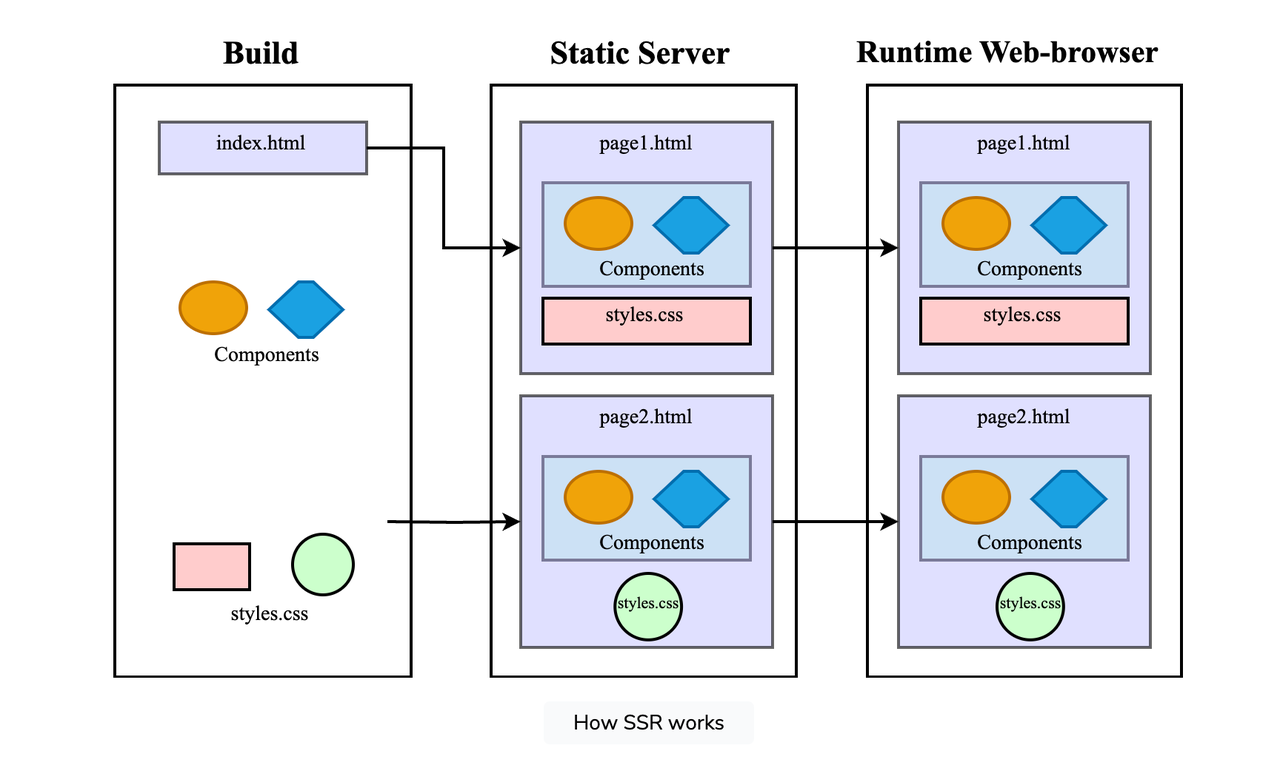 Build
Static Server
Runtime Web-browser
index.html
Components
styles.css
page1.html
Components
styles.css
page2.html
Components
styles.css
page1.html
Components
styles.css
page2.html
Components
styles.css
How SSR works